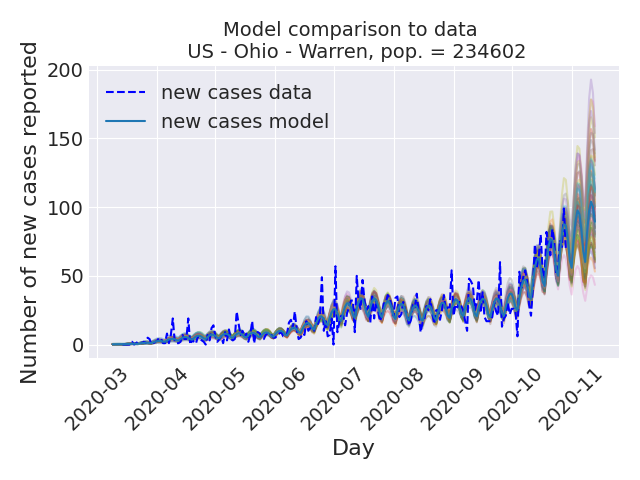 Model comparison to data
US - Ohio - Warren, pop. = 234602
Number of new cases reported
200
150
100
50
0
new cases data
new cases model
2020-03
2020-04
2020-05
2020-06
2020-07
2020-08
2020-09
2020-10
2020-11
Day